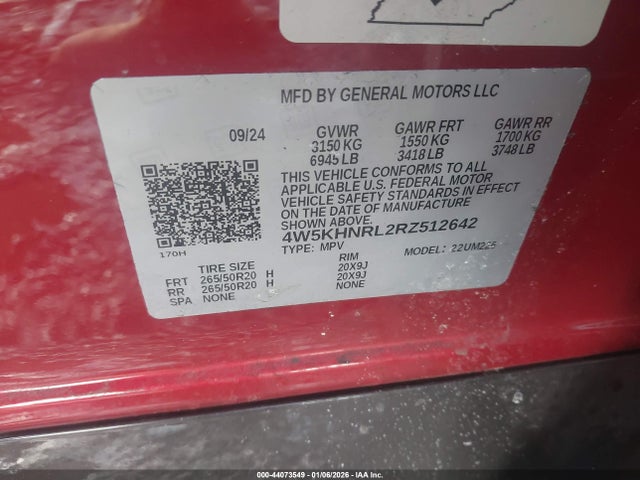 MFD BY GENERAL MOTORS LLC
09/24 GVWR GAWR FRT GAWR RR
3150 KG 1550 KG 1700 KG
6945 LB 3418 LB 3748 LB
THIS VEHICLE CONFORMS TO ALL
APPLICABLE U.S. FEDERAL MOTOR
VEHICLE SAFETY STANDARDS IN EFFECT
ON THE DATE OF MANUFACTURE
SHOWN ABOVE.
4W5KHNRL2RZ512642
170H
TYPE: MPV MODEL: 22UM225
TIRE SIZE RIM
FRT 265/50R20 H 20X9J
RR 265/50R20 H 20X9J
SPA NONE NONE
000-44073549 | 01/06/2026 - IAA Inc.